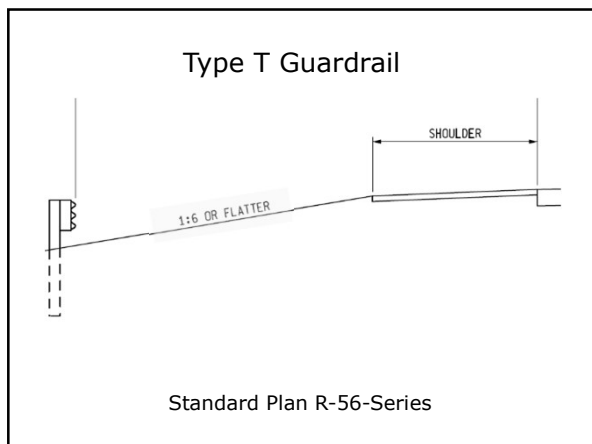 Type T Guardrail
SHOULDER
1:6 OR FLATTER
Standard Plan R-56-Series